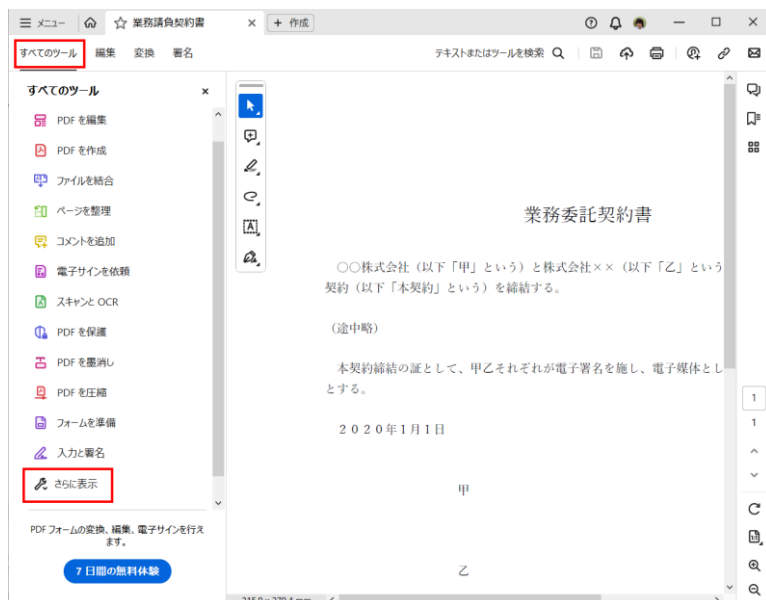 メニュー
業務請負契約書
+ 作成
すべてのツール 編集 変換 署名
テキストまたはツールを検索
すべてのツール
PDF を編集
PDF を作成
ファイルを結合
ページを整理
コメントを追加
電子サインを依頼
スキャンと OCR
PDF を保護
PDF を墨消し
PDF を圧縮
フォームを準備
入力と署名
さらに表示
PDF フォームの変換、編集、電子サインを行え
ます。
7 日間の無料体験
業務委託契約書
○○株式会社（以下「甲」という）と株式会社××（以下「乙」という
契約（以下「本契約」という）を締結する。
（途中略）
本契約締結の証として、甲乙それぞれが電子署名を施し、電子媒体とし
とする。
２０２０年１月１日
甲
乙
1
1